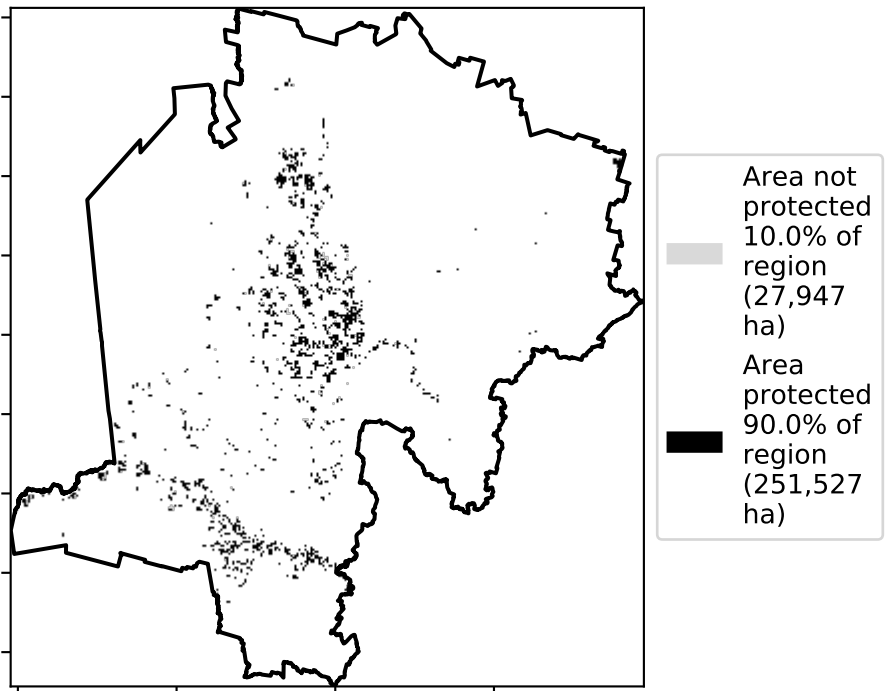 Area not
protected
10.0% of
region
(27,947
ha)
Area
protected
90.0% of
region
(251,527
ha)